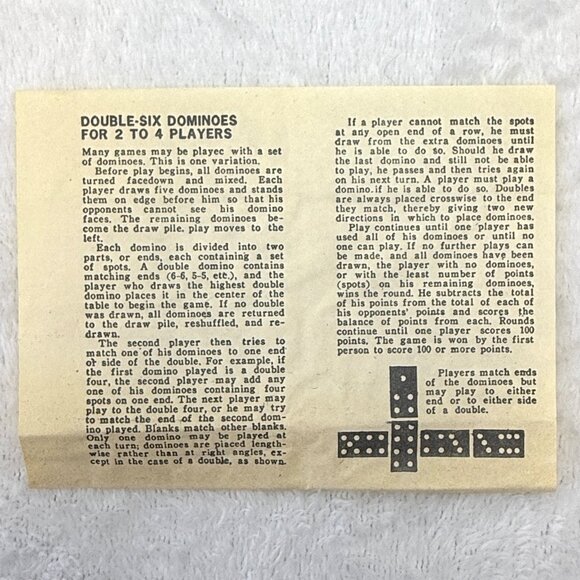 DOUBLE-SIX DOMINOES
FOR 2 TO 4 PLAYERS
Many games may be playec with a set
of dominoes. This is one variation.
Before play begins, all dominoes are
turned facedown and mixed. Each
player draws five dominoes and stands
them on edge before him so that his
opponents cannot see his domino
faces. The remaining dominoes be-
come the draw pile. play moves to the
left.
Each domino is divided into two
parts, or ends, each containing a set
of spots. A double domino contains
matching ends (6-6, 5-5, etc.), and the
player who draws the highest double
domino places it in the center of the
table to begin the game. If no double
was drawn, all dominoes are returned
to the draw pile, reshuffled, and re-
drawn.
The second player then tries to
match one of his dominoes to one end
or side of the double. For example, if
the first domino played is a double
four, the second player may add any
one of his dominoes containing four
spots on one end. The next player may
play to the double four, or he may try
to match the end of the second dom-
ino played. Blanks match other blanks.
Only one domino may be played at
each turn; dominoes are placed length-
wise rather than at right angles, ex-
cept in the case of a double, as shown.
If a player cannot match the spots
at any open end of a row, he must
draw from the extra dominoes until
he is able to do so. Should he draw
the last domino and still not be able
to play, he passes and then tries again
on his next turn. A player must play a
domino.if he is able to do so. Doubles
are always placed crosswise to the end
they match, thereby giving two new
directions in which to place dominoes.
Play continues until one player has
used all of his dominoes or until no
one can play. If no further plays can
be made, and all dominoes have been
drawn, the player with no dominoes,
or with the least number of points
(spots) on his remaining dominoes,
wins the round. He subtracts the total
of his points from the total of each of
his opponents' points and scores the
balance of points from each. Rounds
continue until one player scores 100
points. The game is won by the first
person to score 100 or more points.
Players match ends
of the dominoes but
may play to either
end or to either side
of a double.